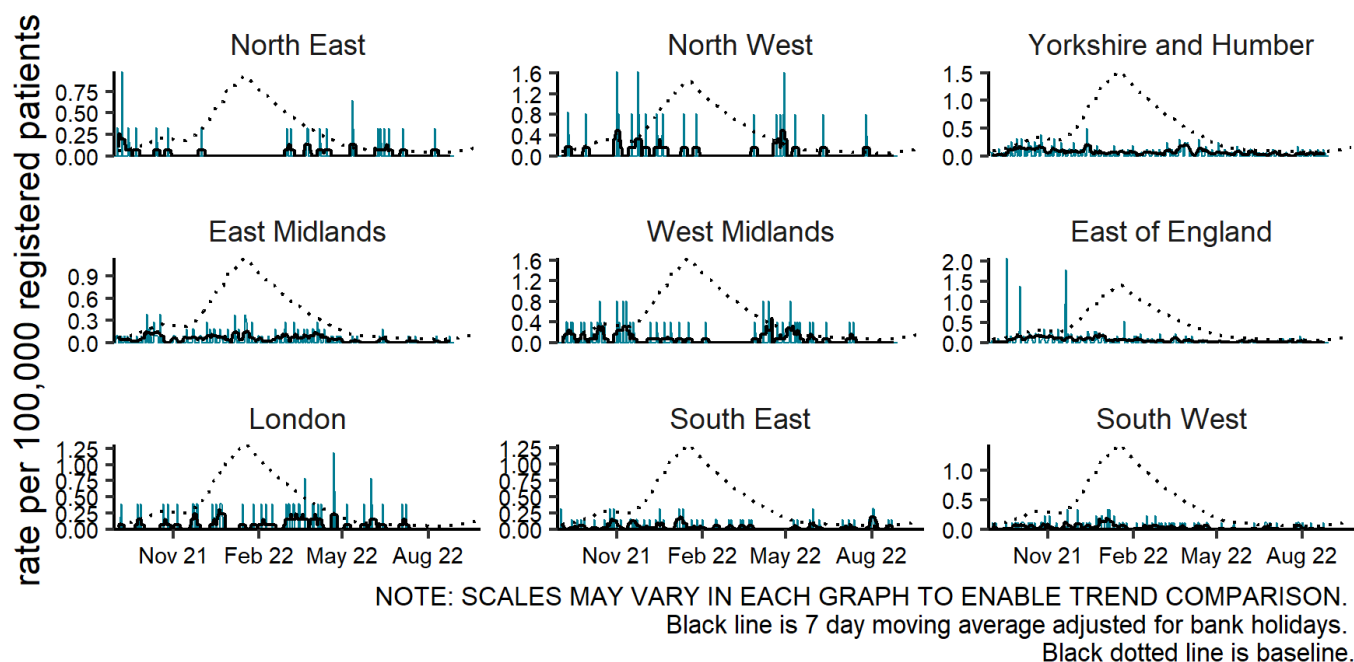 rate per 100,000 registered patients
North East
0.75
0.50
0.25
0.00
North West
1.6
1.2
0.8
0.4
0.0
Yorkshire and Humber
1.5
1.0
0.5
0.0
East Midlands
0.9
0.6
0.3
0.0
West Midlands
1.6
1.2
0.8
0.4
0.0
East of England
2.0
1.5
1.0
0.5
0.0
London
1.25
1.00
0.75
0.50
0.25
0.00
South East
1.25
1.00
0.75
0.50
0.25
0.00
South West
1.0
0.5
0.0
Nov 21 Feb 22 May 22 Aug 22
Nov 21 Feb 22 May 22 Aug 22
Nov 21 Feb 22 May 22 Aug 22
NOTE: SCALES MAY VARY IN EACH GRAPH TO ENABLE TREND COMPARISON.
Black line is 7 day moving average adjusted for bank holidays.
Black dotted line is baseline.